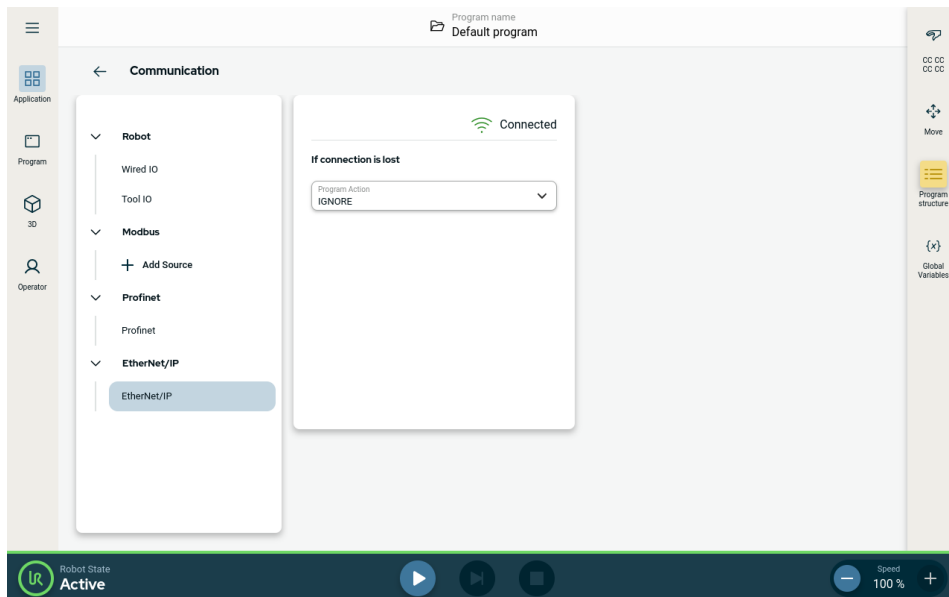 Program name
Default program
Communication
Application
Program
3D
Operator
Robot
Wired IO
Tool IO
Modbus
Add Source
Profinet
Profinet
EtherNet/IP
EtherNet/IP
Connected
If connection is lost
Program Action
IGNORE
CC CC
CC CC
Move
Program
structure
{x}
Global
Variables
UR
Robot State
Active
Speed
100 %